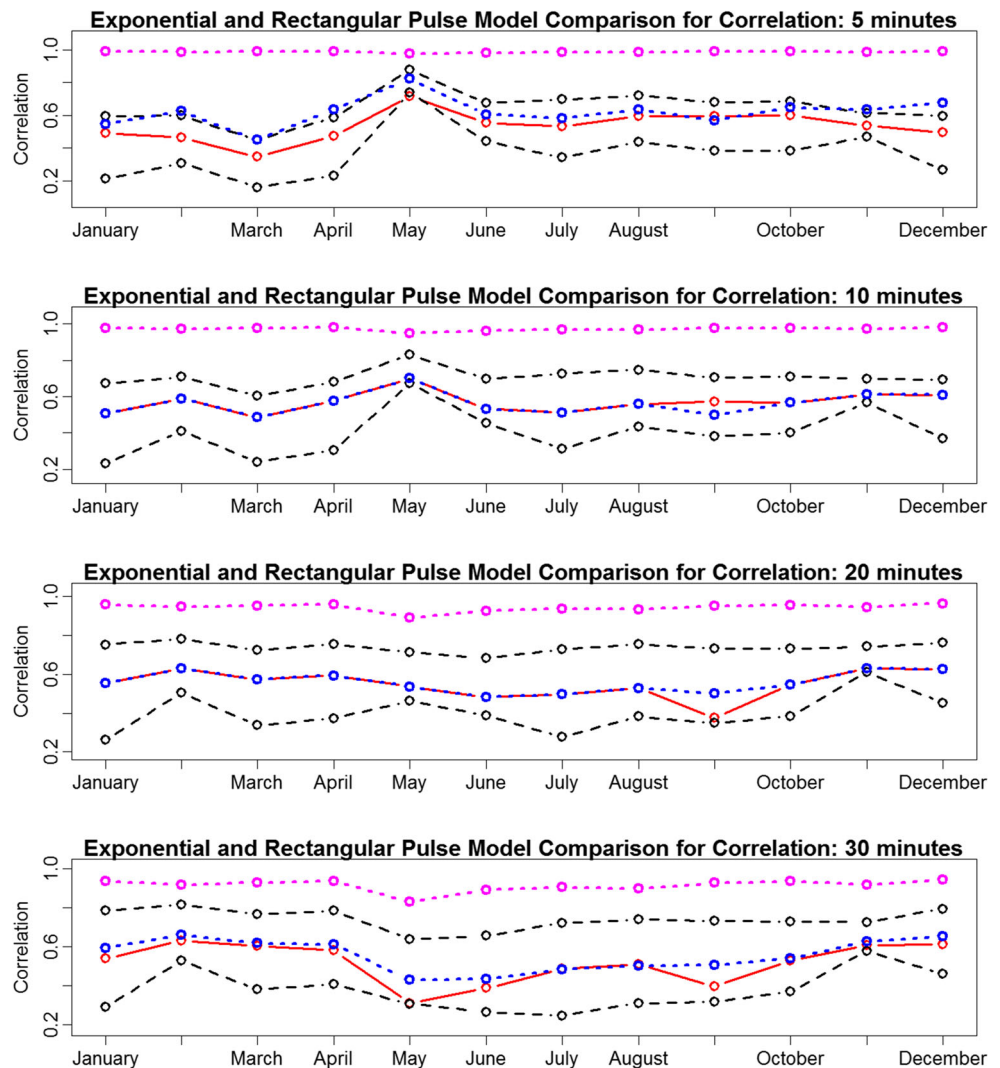 Exponential and Rectangular Pulse Model Comparison for Correlation: 5 minutes
Correlation
1.0
0.6
0.2
January March April May June July August October December
Exponential and Rectangular Pulse Model Comparison for Correlation: 10 minutes
Correlation
1.0
0.6
0.2
January March April May June July August October December
Exponential and Rectangular Pulse Model Comparison for Correlation: 20 minutes
Correlation
1.0
0.6
0.2
January March April May June July August October December
Exponential and Rectangular Pulse Model Comparison for Correlation: 30 minutes
Correlation
1.0
0.6
0.2
January March April May June July August October December